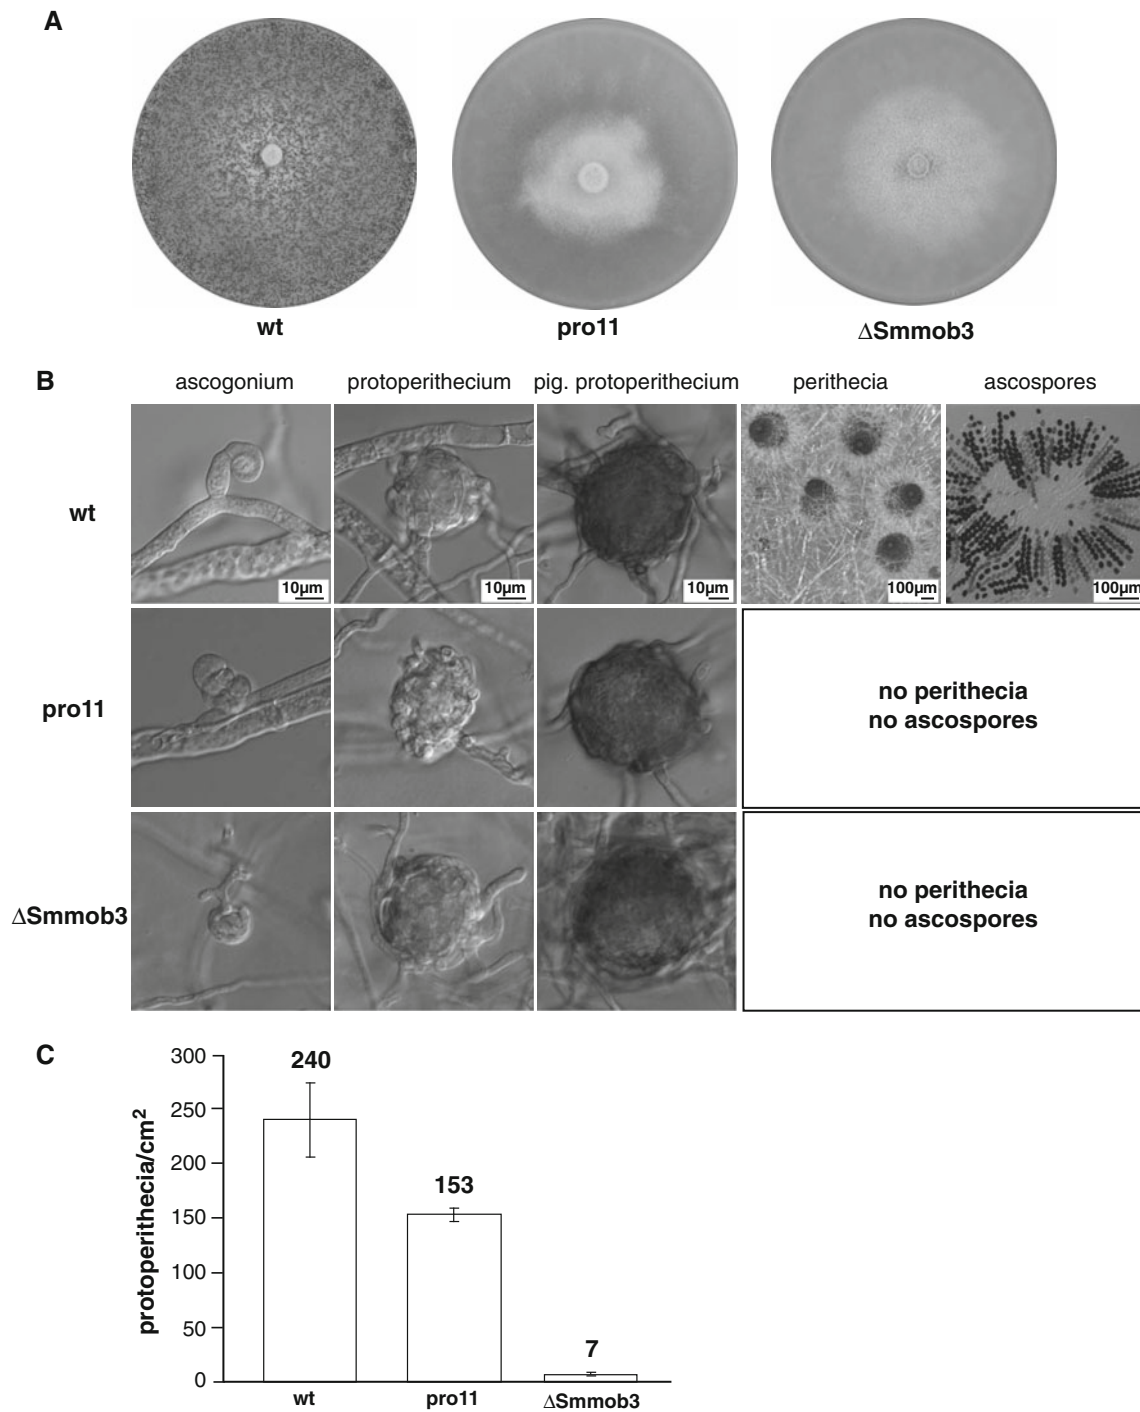 A
wt
pro11
ΔSmmob3
B
ascogonium
protoperithecium
pig. protoperithecium
perithecia
ascospores
wt
10µm
10µm
10µm
100µm
100µm
pro11
no perithecia
no ascospores
ΔSmmob3
no perithecia
no ascospores
C
protoperithecia/cm²
300
250
200
150
100
50
0
240
153
7
wt
pro11
ΔSmmob3